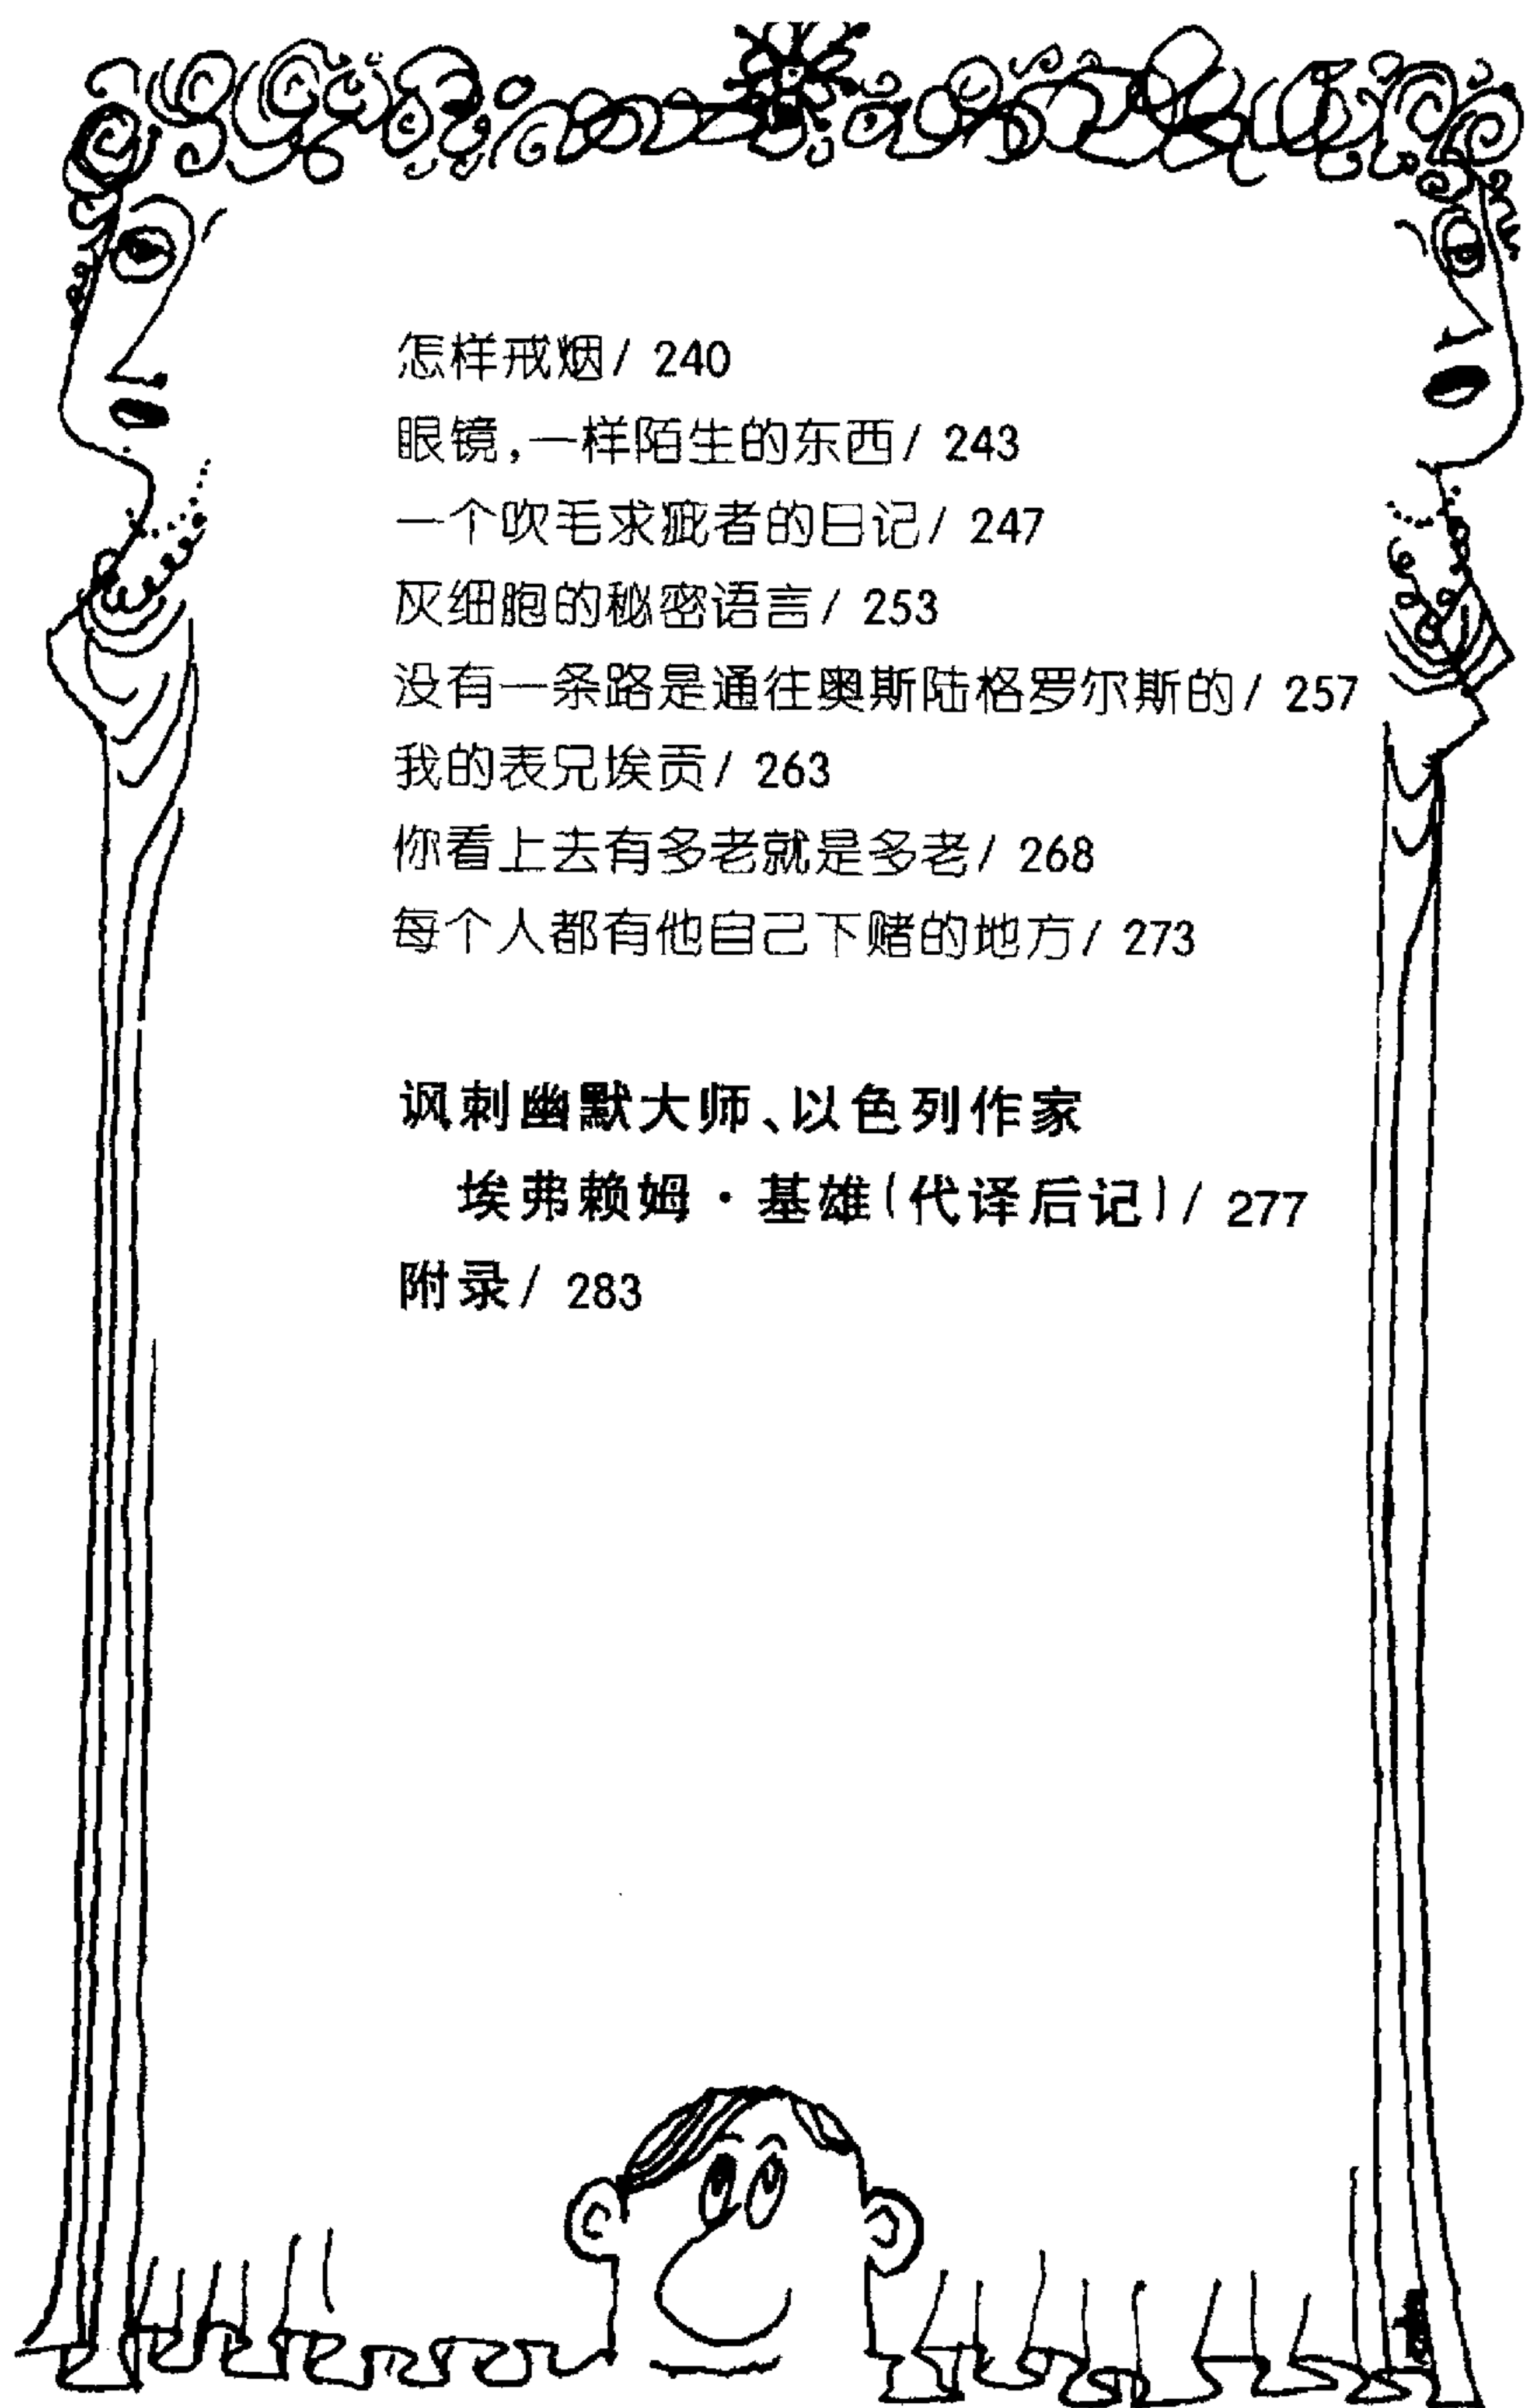 怎样戒烟/ 240
眼镜,一样陌生的东西/ 243
一个吹毛求疵者的日记/ 247
灰细胞的秘密语言/ 253
没有一条路是通往奥斯陆格罗尔斯的/ 257
我的表兄埃贡/ 263
你看上去有多老就是多老/ 268
每个人都有他自己下赌的地方/ 273
讽刺幽默大师、以色列作家
埃弗赖姆·基雄(代译后记)/ 277
附录/ 283